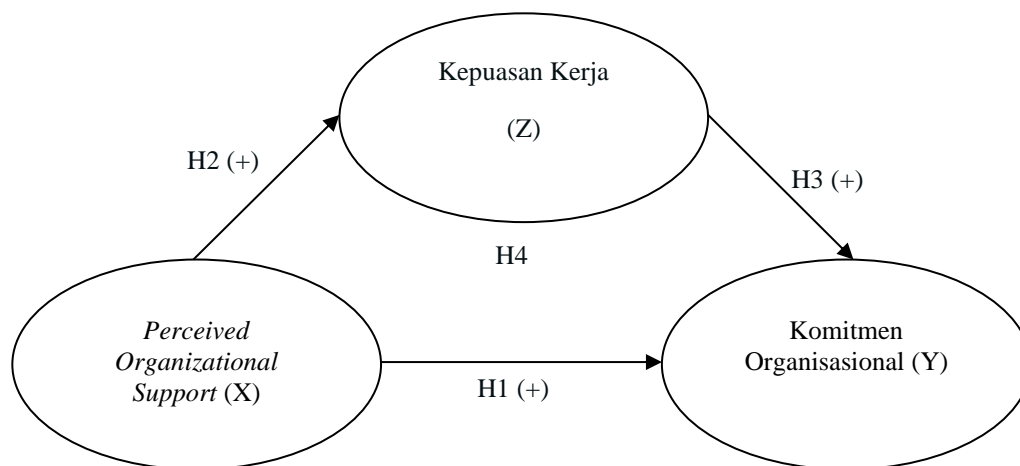 Kepuasan Kerja
(Z)
H2 (+)
H3 (+)
H4
Perceived
Organizational
Support (X)
Komitmen
Organisasional (Y)
H1 (+)